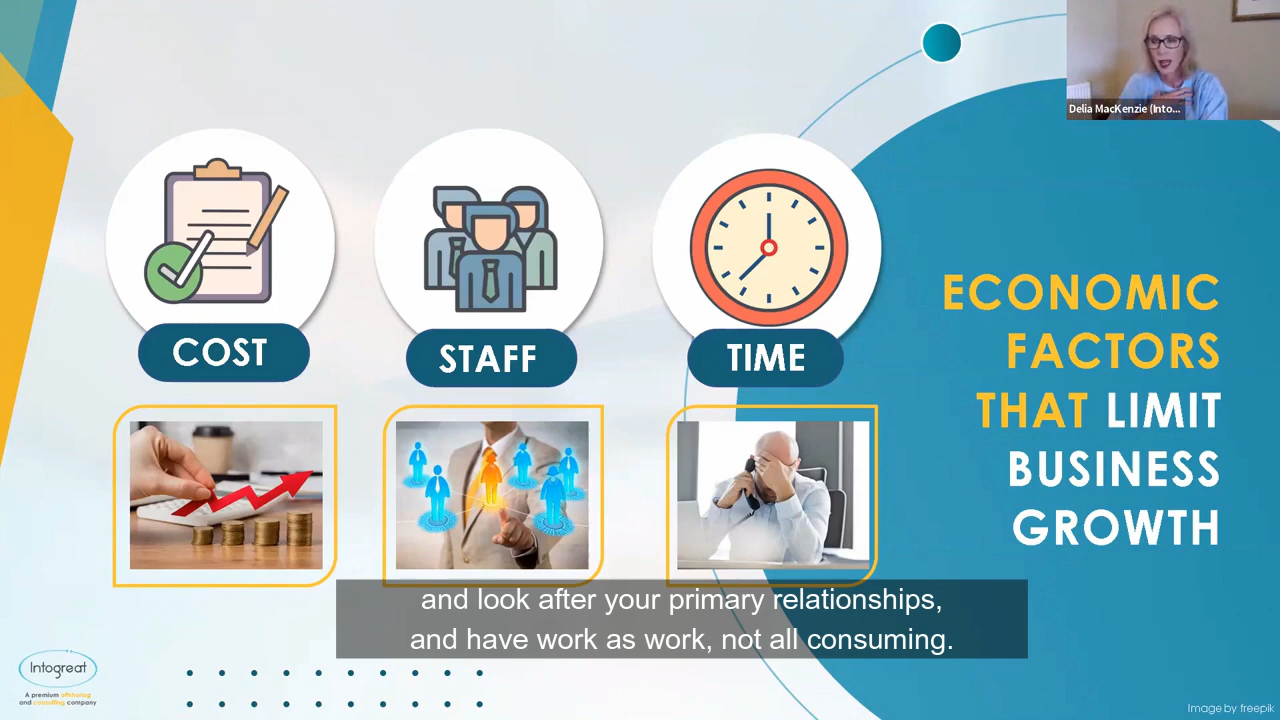 Delia MacKenzie (Into...
COST
STAFF
TIME
ECONOMIC
FACTORS
THAT LIMIT
BUSINESS
GROWTH
and look after your primary relationships,
and have work as work, not all consuming.
Intogreat
A premium offshoring
and consulting company
Image by freepik